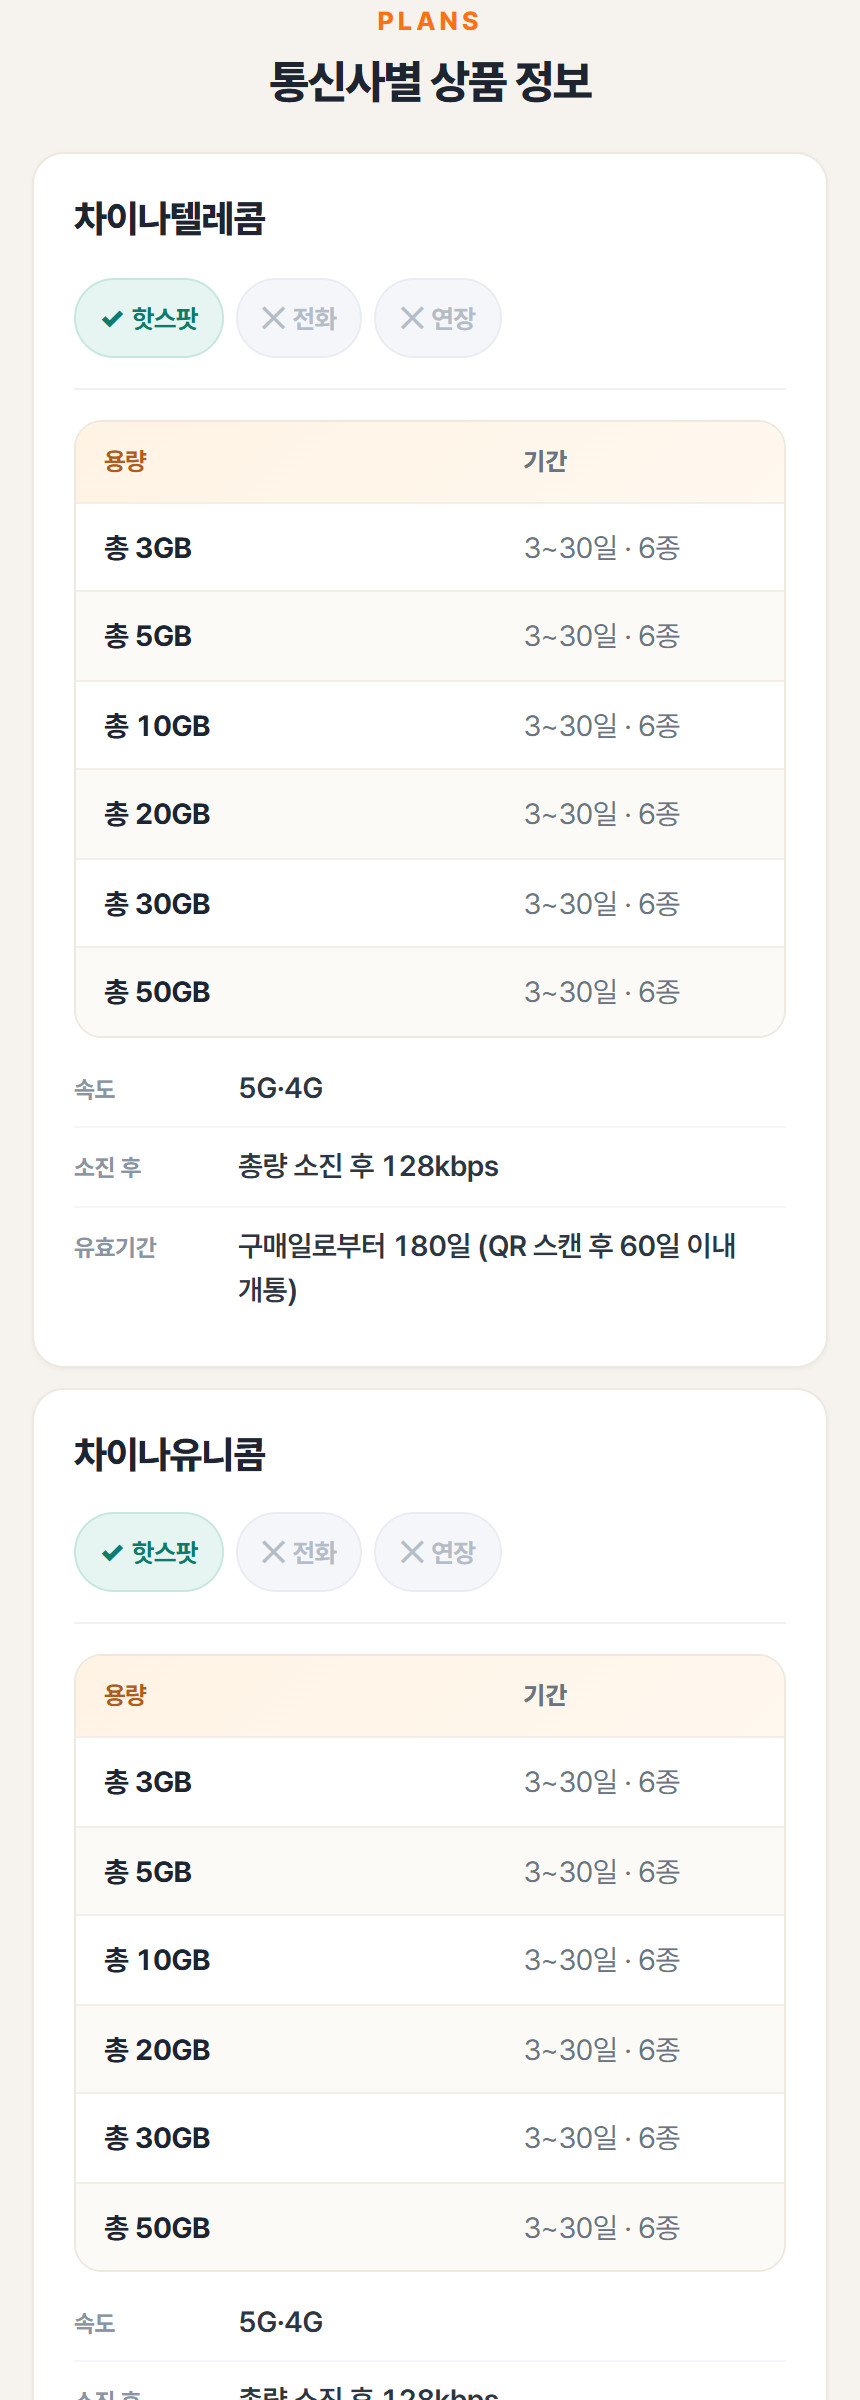 PLANS
통신사별 상품 정보
차이나텔레콤
✓ 핫스팟 ✕ 전화 ✕ 연장
용량 기간
총 3GB 3~30일 · 6종
총 5GB 3~30일 · 6종
총 10GB 3~30일 · 6종
총 20GB 3~30일 · 6종
총 30GB 3~30일 · 6종
총 50GB 3~30일 · 6종
속도 5G·4G
소진 후 총량 소진 후 128kbps
유효기간 구매일로부터 180일 (QR 스캔 후 60일 이내
개통)
차이나유니콤
✓ 핫스팟 ✕ 전화 ✕ 연장
용량 기간
총 3GB 3~30일 · 6종
총 5GB 3~30일 · 6종
총 10GB 3~30일 · 6종
총 20GB 3~30일 · 6종
총 30GB 3~30일 · 6종
총 50GB 3~30일 · 6종
속도 5G·4G
소진 후 총량 소진 후 128kbps